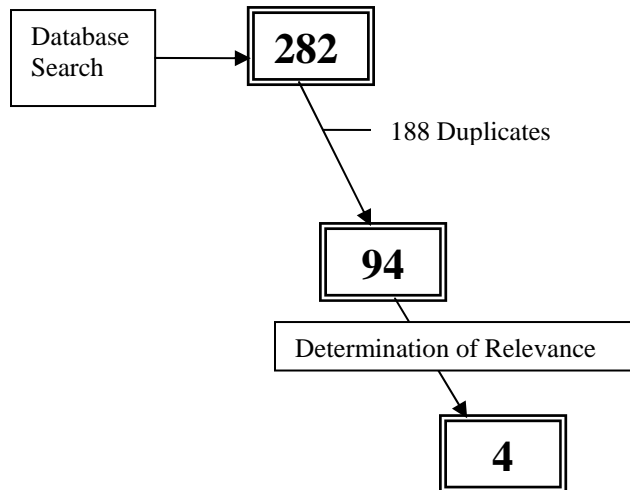 Database
Search
282
188 Duplicates
94
Determination of Relevance
4